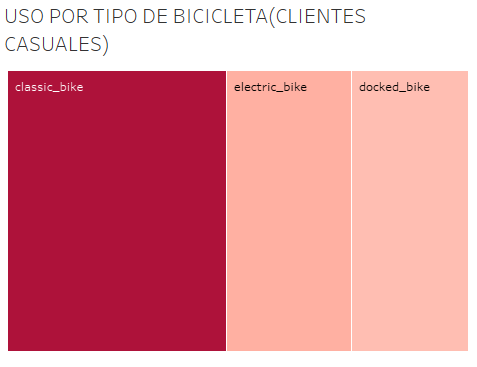 USO POR TIPO DE BICICLETA(CLIENTES
CASUALES)
classic_bike
electric_bike
docked_bike